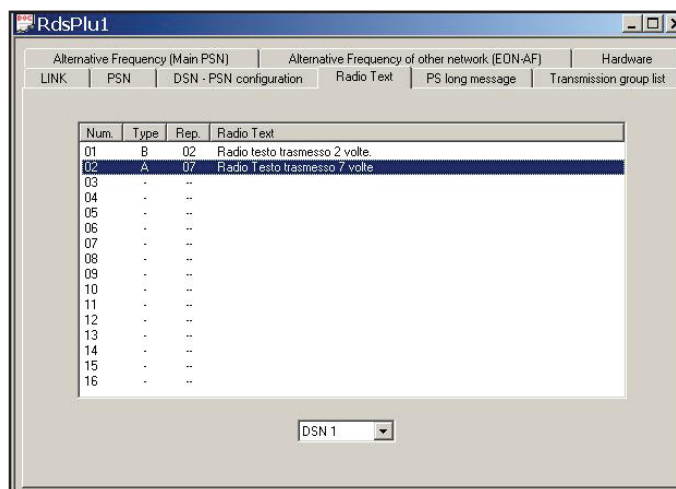 RdsPlu1
Alternative Frequency (Main PSN) Alternative Frequency of other network (EON-AF) Hardware
LINK PSN DSN - PSN configuration Radio Text PS long message Transmission group list
Num. Type Rep. Radio Text
01 B 02 Radio testo trasmesso 2 volte.
02 A 07 Radio Testo trasmesso 7 volte
03 - --
04 - --
05 - --
06 - --
07 - --
08 - --
09 - --
10 - --
11 - --
12 - --
13 - --
14 - --
15 - --
16 - --
DSN 1